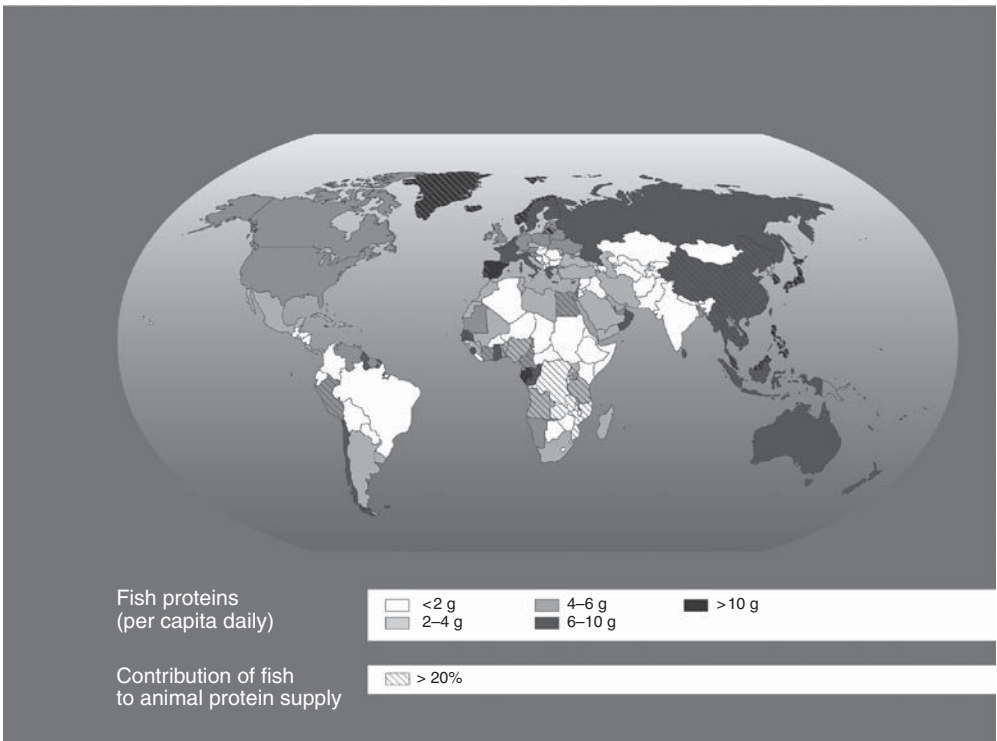 Fish proteins
(per capita daily)
<2 g
4–6 g
>10 g
2–4 g
6–10 g
Contribution of fish
to animal protein supply
> 20%